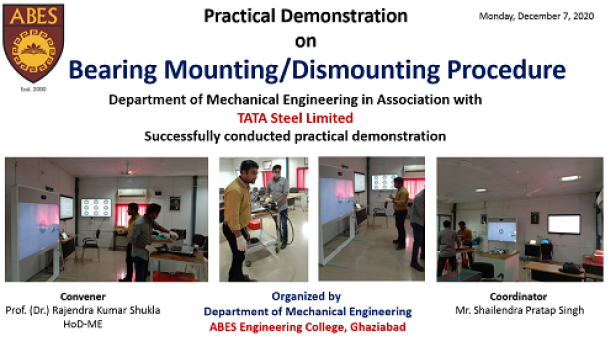 ABES
Estd. 2000
Monday, December 7, 2020
Practical Demonstration
on
Bearing Mounting/Dismounting Procedure
Department of Mechanical Engineering in Association with
TATA Steel Limited
Successfully conducted practical demonstration
Convener
Prof. (Dr.) Rajendra Kumar Shukla
HoD-ME
Organized by
Department of Mechanical Engineering
ABES Engineering College, Ghaziabad
Coordinator
Mr. Shailendra Pratap Singh